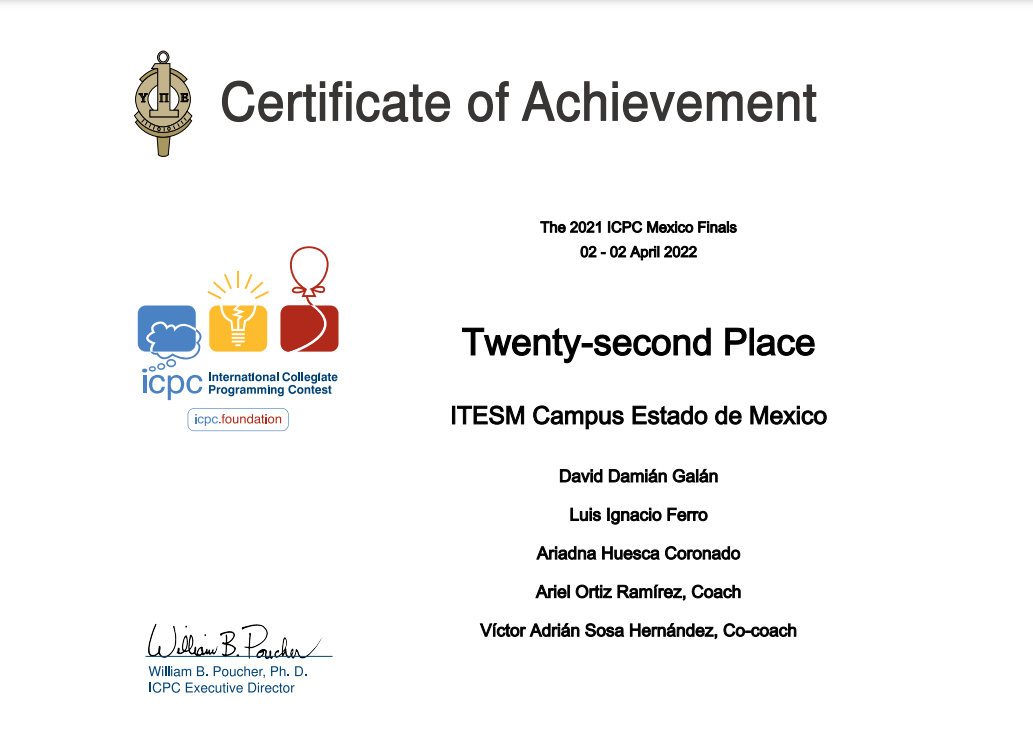 Υ Π Ε
Certificate of Achievement
The 2021 ICPC Mexico Finals
02 - 02 April 2022
Twenty-second Place
ITESM Campus Estado de Mexico
David Damián Galán
Luis Ignacio Ferro
Ariadna Huesca Coronado
Ariel Ortiz Ramírez, Coach
Víctor Adrián Sosa Hernández, Co-coach
icpc International Collegiate
Programming Contest
icpc.foundation
William B. Poucher
William B. Poucher, Ph. D.
ICPC Executive Director